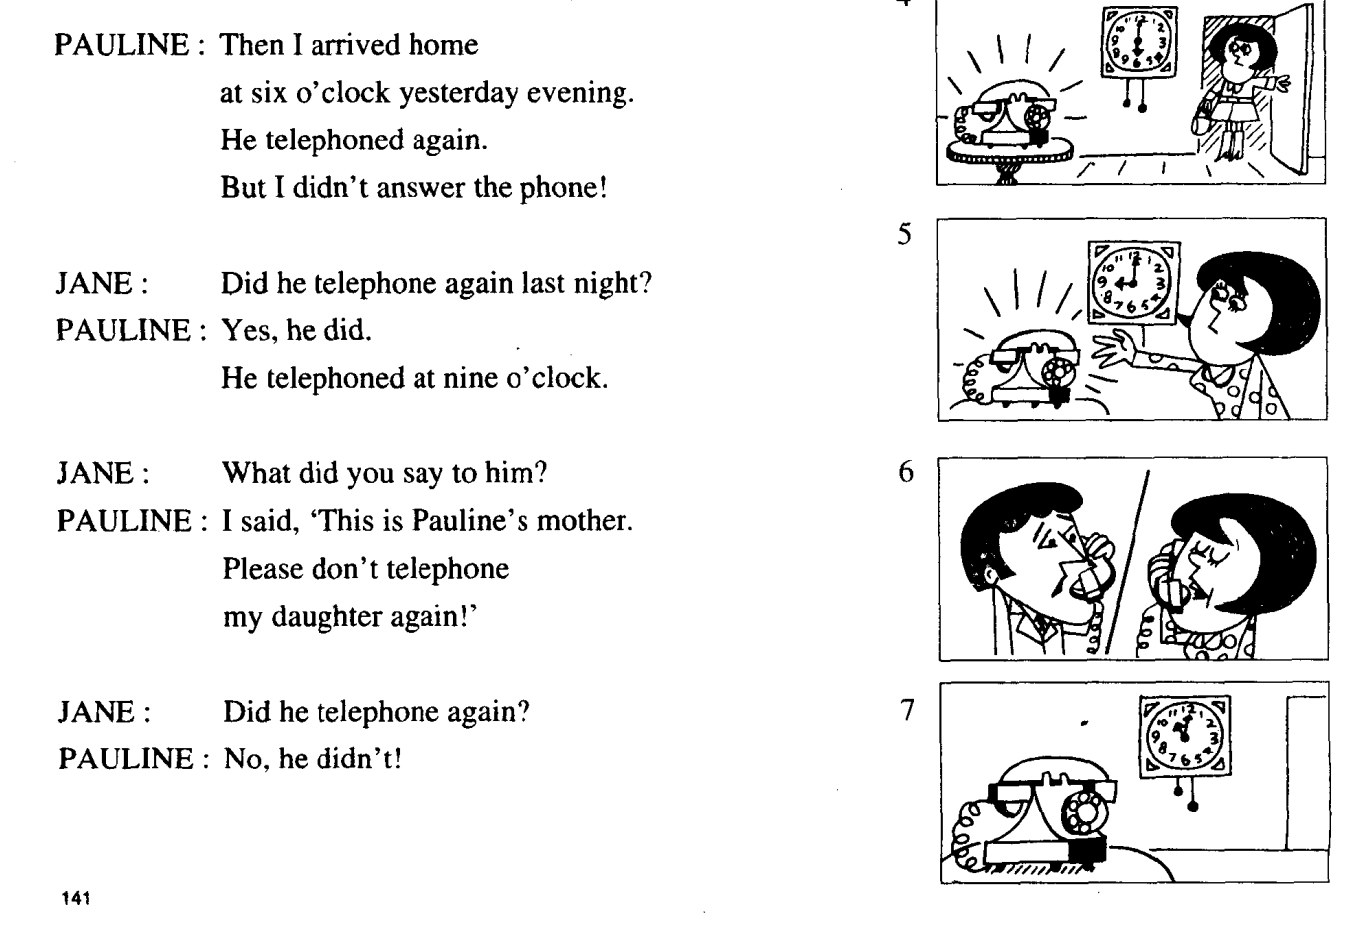 4
PAULINE : Then I arrived home
at six o'clock yesterday evening.
He telephoned again.
But I didn't answer the phone!
5
JANE : Did he telephone again last night?
PAULINE : Yes, he did.
He telephoned at nine o'clock.
6
JANE : What did you say to him?
PAULINE : I said, ‘This is Pauline's mother.
Please don't telephone
my daughter again!’
7
JANE : Did he telephone again?
PAULINE : No, he didn't!
141